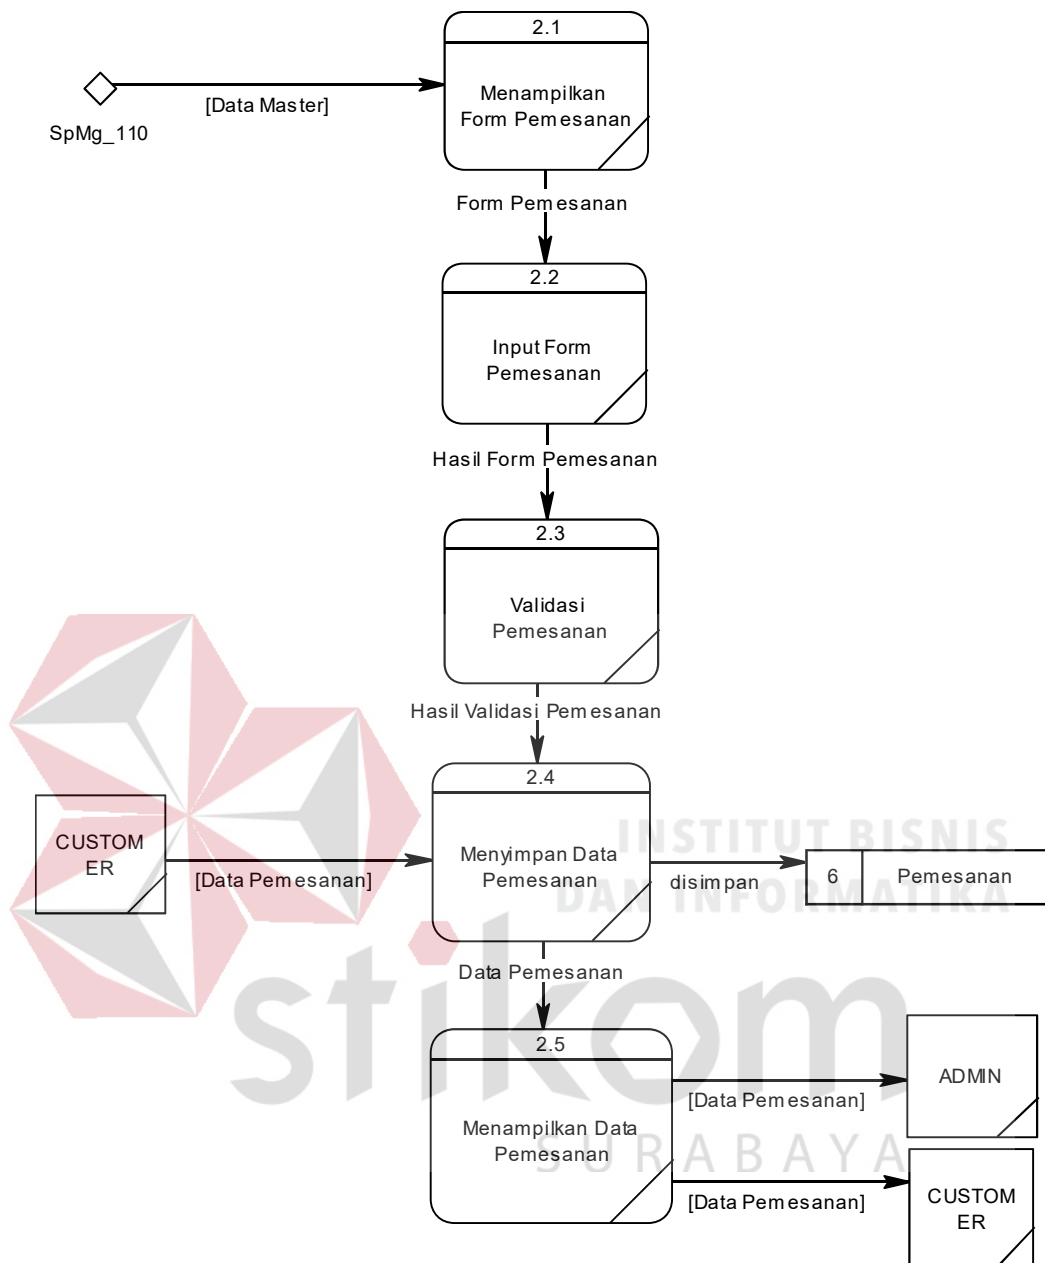 2.1
Menampilkan
Form Pemesanan
[Data Master]
SpMg_110
Form Pemesanan
2.2
Input Form
Pemesanan
Hasil Form Pemesanan
2.3
Validasi
Pemesanan
Hasil Validasi Pemesanan
2.4
Menyimpan Data
Pemesanan
CUSTOM
ER
[Data Pemesanan]
disimpan
6
Pemesanan
INSTITUT BISNIS
DAN INFORMATIKA
Data Pemesanan
stikom
2.5
Menampilkan Data
Pemesanan
[Data Pemesanan]
ADMIN
SURABAYA
[Data Pemesanan]
CUSTOM
ER